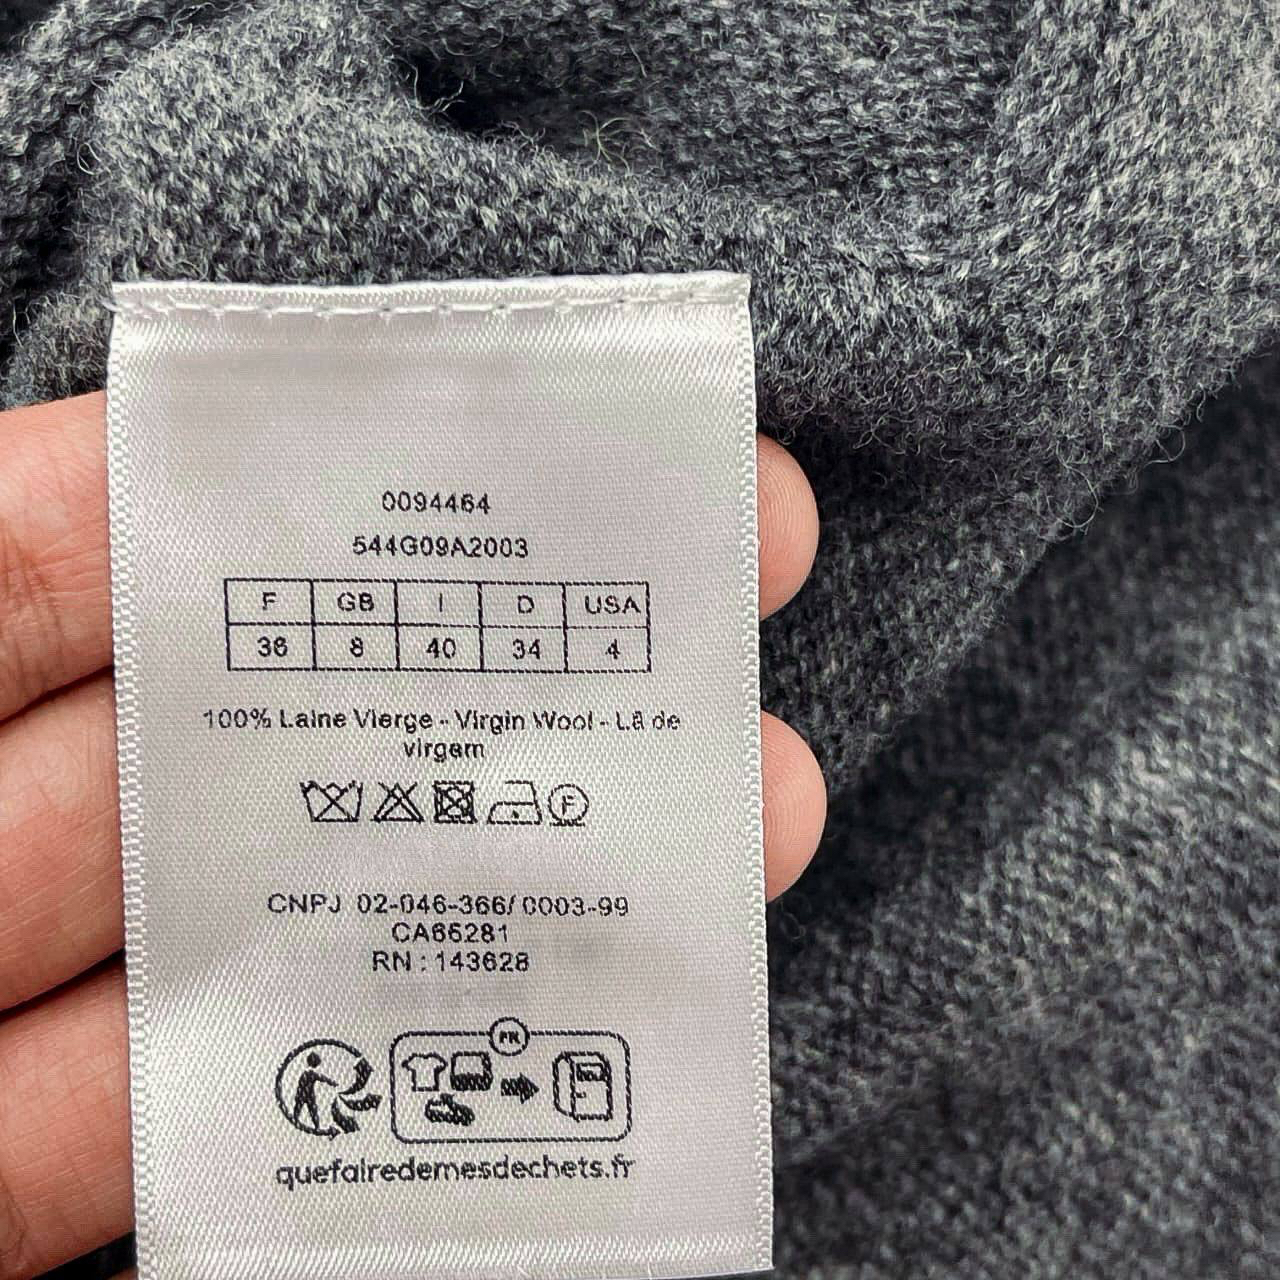 0094464
544G09A2003
F GB I D USA
36 8 40 34 4
100% Laine Vierge - Virgin Wool - Lã de
virgem
F
CNPJ 02-046-366/0003-99
CA66281
RN : 143628
FR
quefairedemesdechets.fr